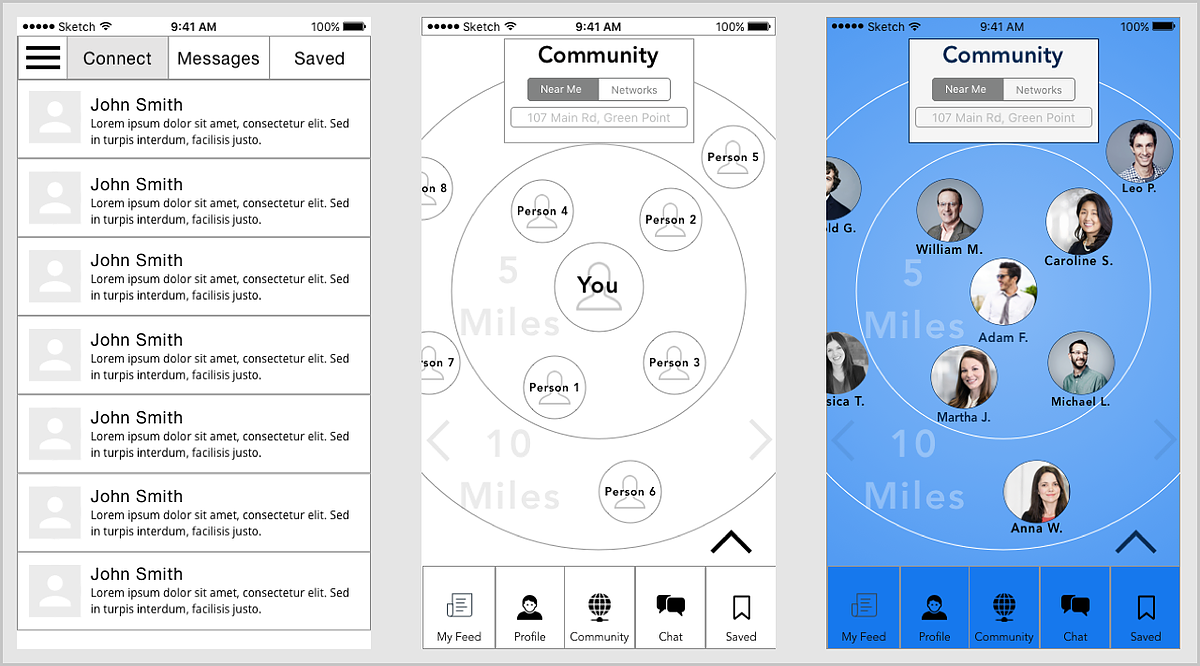 Sketch 9:41 AM 100%
Connect Messages Saved
John Smith
Lorem ipsum dolor sit amet, consectetur elit. Sed
in turpis interdum, facilisis justo.
John Smith
Lorem ipsum dolor sit amet, consectetur elit. Sed
in turpis interdum, facilisis justo.
John Smith
Lorem ipsum dolor sit amet, consectetur elit. Sed
in turpis interdum, facilisis justo.
John Smith
Lorem ipsum dolor sit amet, consectetur elit. Sed
in turpis interdum, facilisis justo.
John Smith
Lorem ipsum dolor sit amet, consectetur elit. Sed
in turpis interdum, facilisis justo.
John Smith
Lorem ipsum dolor sit amet, consectetur elit. Sed
in turpis interdum, facilisis justo.
John Smith
Lorem ipsum dolor sit amet, consectetur elit. Sed
in turpis interdum, facilisis justo.
Sketch 9:41 AM 100%
Community
Near Me Networks
107 Main Rd, Green Point
Person 5
on 8
Person 4
Person 2
5
Miles
You
rson 7
Person 3
Person 1
10
Miles
Person 6
My Feed Profile Community Chat Saved
Sketch 9:41 AM 100%
Community
Near Me Networks
107 Main Rd, Green Point
Leo P.
ld G.
William M.
Caroline S.
5
Miles
Adam F.
sica T.
Michael L.
Martha J.
10
Miles
Anna W.
My Feed Profile Community Chat Saved